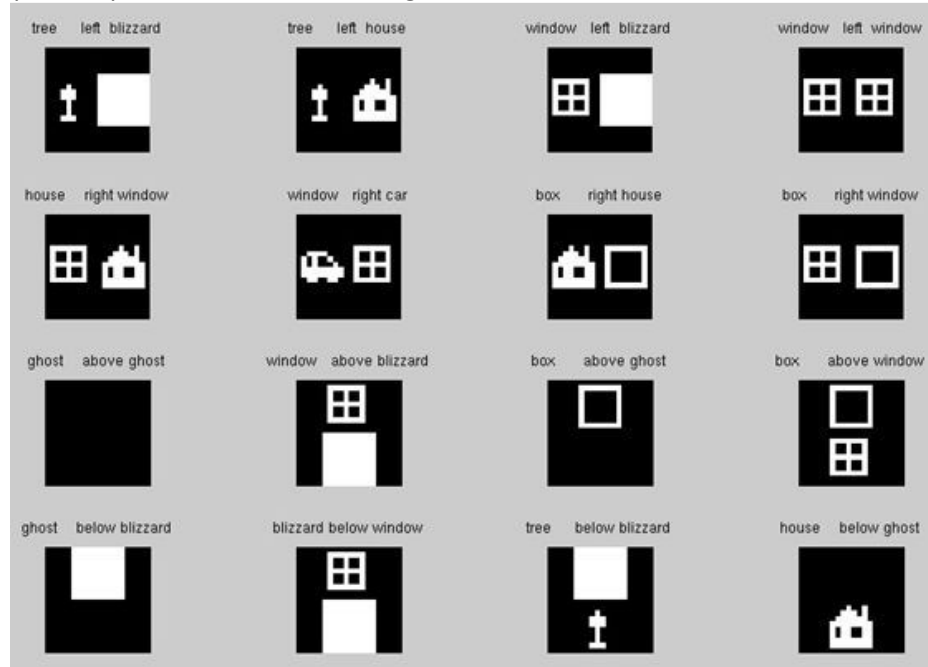 tree left blizzard
tree left house
window left blizzard
window left window
house right window
window right car
box right house
box right window
ghost above ghost
window above blizzard
box above ghost
box above window
ghost below blizzard
blizzard below window
tree below blizzard
house below ghost